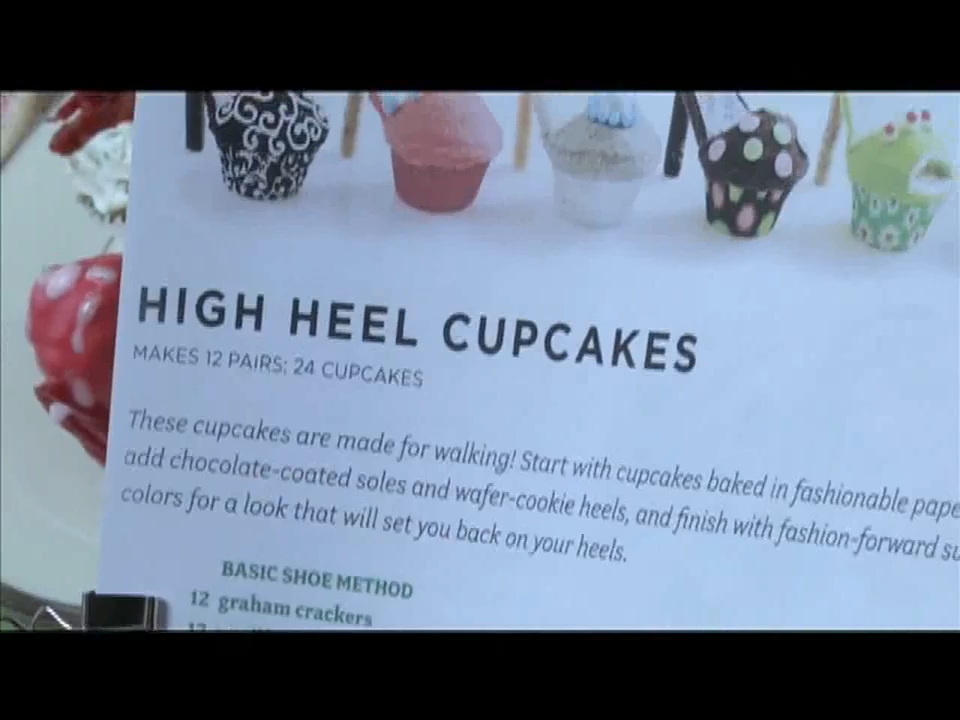 HIGH HEEL CUPCAKES
MAKES 12 PAIRS; 24 CUPCAKES
These cupcakes are made for walking! Start with cupcakes baked in fashionable
add chocolate-coated soles and wafer-cookie heels, and finish with fashion-forward
colors for a look that will set you back on your heels.
BASIC SHOE METHOD
12 graham crackers